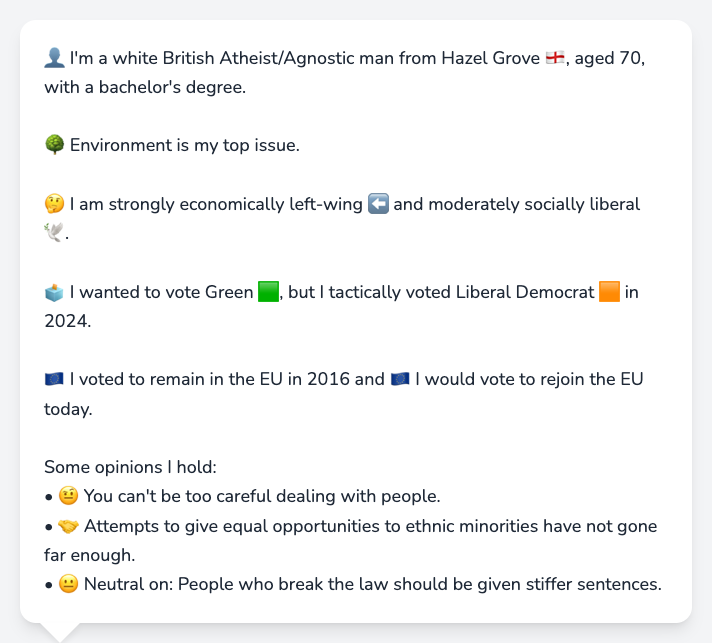 👤 I'm a white British Atheist/Agnostic man from Hazel Grove 🏴󠁧󠁢󠁥󠁮󠁧󠁿, aged 70,
with a bachelor's degree.
🌳 Environment is my top issue.
🤔 I am strongly economically left-wing ⬅️ and moderately socially liberal
🕊️.
🗳️ I wanted to vote Green 🟩, but I tactically voted Liberal Democrat 🟧 in
2024.
🇪🇺 I voted to remain in the EU in 2016 and 🇪🇺 I would vote to rejoin the EU
today.
Some opinions I hold:
• 🤨 You can't be too careful dealing with people.
• 🤝 Attempts to give equal opportunities to ethnic minorities have not gone
far enough.
• 😐 Neutral on: People who break the law should be given stiffer sentences.